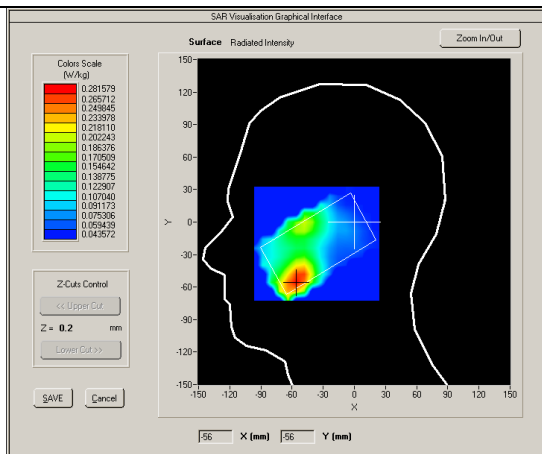 SAR Visualisation Graphical Interface
Surface Radiated Intensity
Zoom In/Out
Colors Scale
(W/kg)
0.281579
0.265712
0.249845
0.233978
0.218110
0.202243
0.186376
0.170509
0.154642
0.138775
0.122907
0.107040
0.091173
0.075306
0.059439
0.043572
Z-Cuts Control
<< Upper Cut
Z = 0.2 mm
Lower Cut >>
SAVE Cancel
150
120
90
60
30
0
-30
-60
-90
-120
-150
Y
-150 -120 -90 -60 -30 0 30 60 90 120 150
X
-56 X (mm) -56 Y (mm)